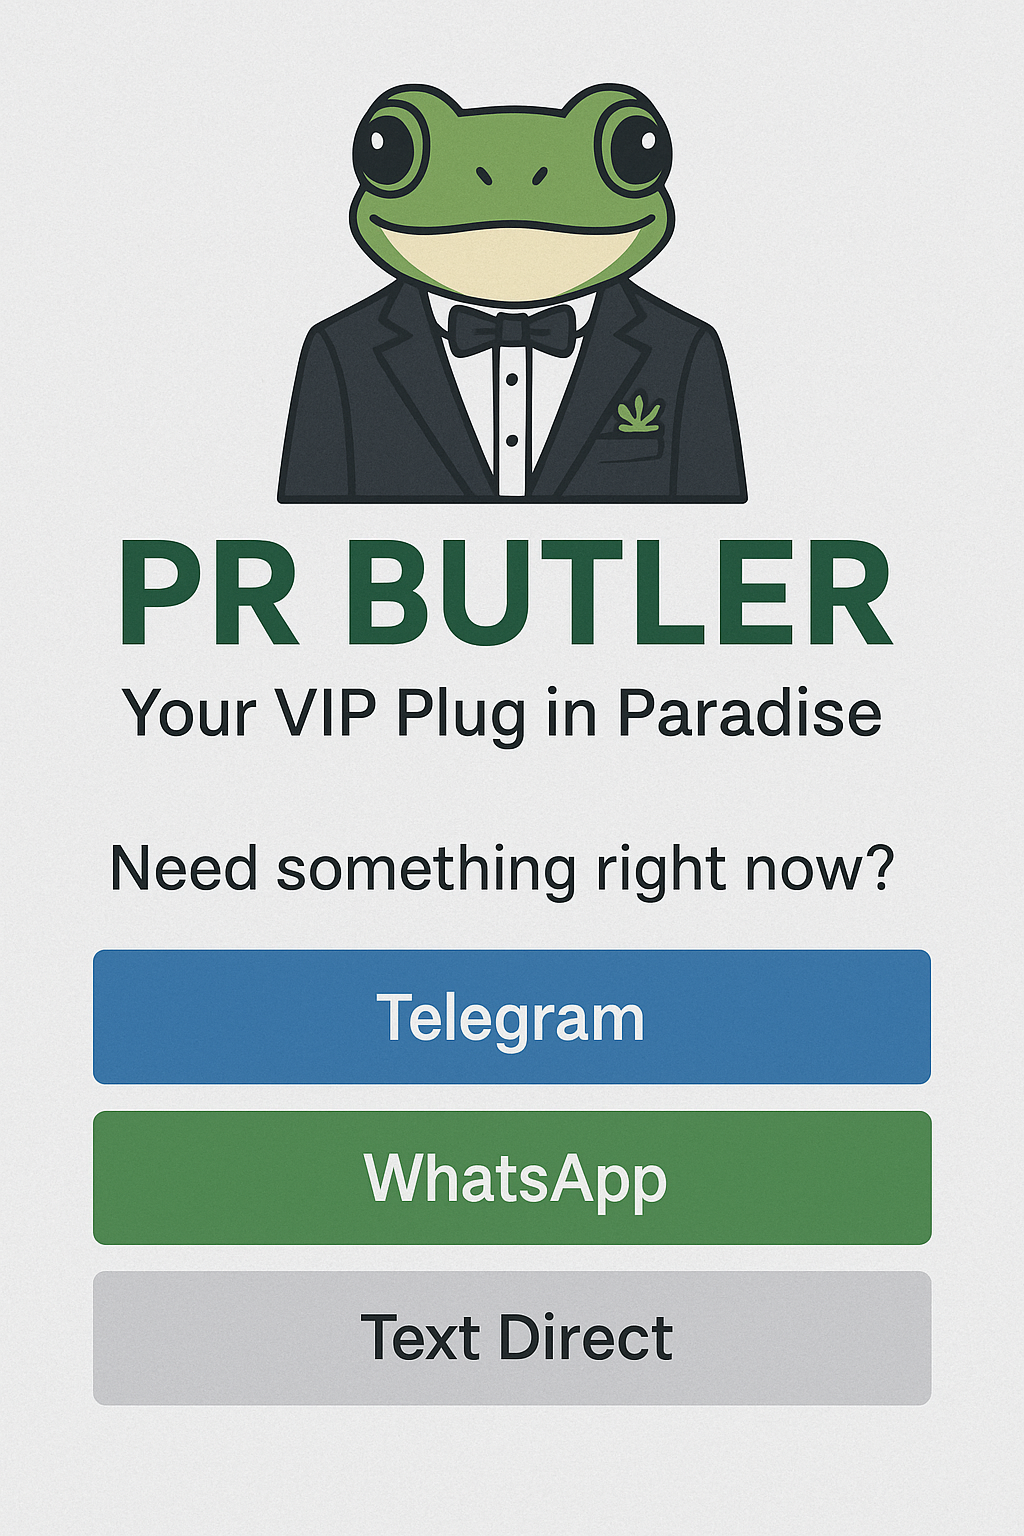 PR BUTLER
Your VIP Plug in Paradise
Need something right now?
Telegram
WhatsApp
Text Direct